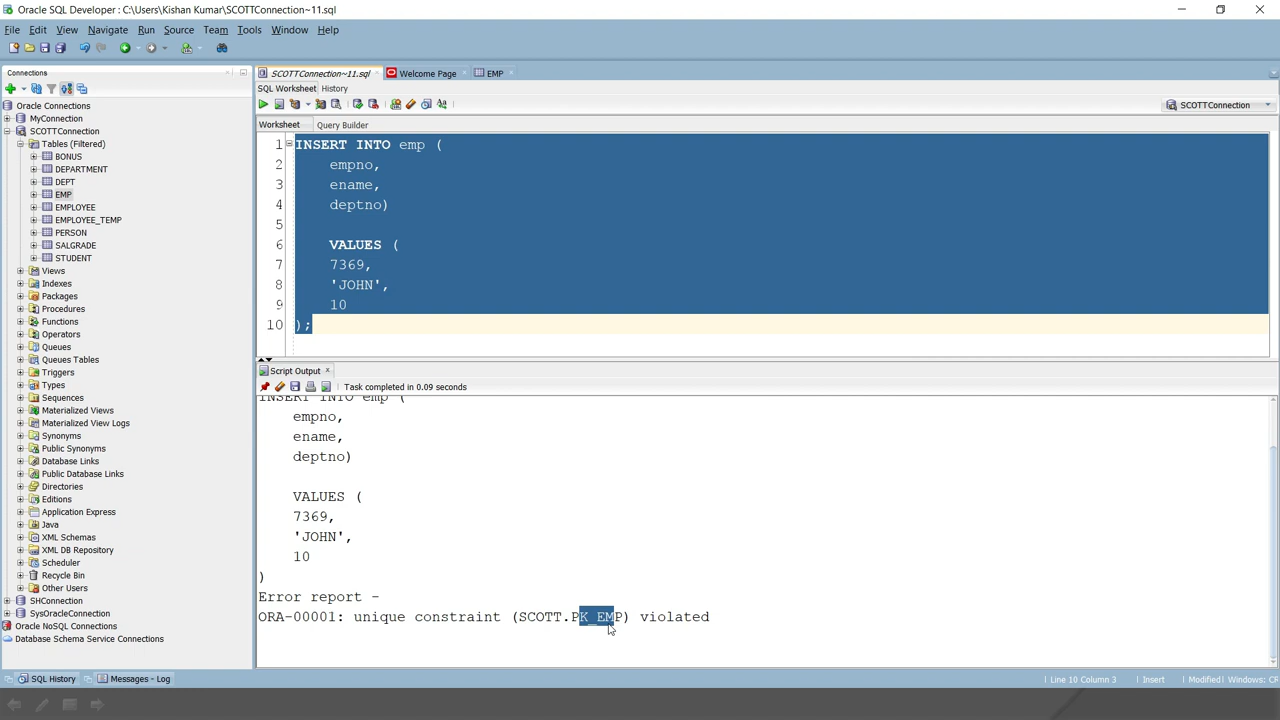 Oracle SQL Developer : C:\Users\Kishan Kumar\SCOTTConnection~11.sql
File Edit View Navigate Run Source Team Tools Window Help
Connections
SCOTTConnection~11.sql Welcome Page EMP
SQL Worksheet History
SCOTTConnection
Worksheet Query Builder
Oracle Connections
MyConnection
SCOTTConnection
Tables (Filtered)
BONUS
DEPARTMENT
DEPT
EMP
EMPLOYEE
EMPLOYEE_TEMP
PERSON
SALGRADE
STUDENT
Views
Indexes
Packages
Procedures
Functions
Operators
Queues
Queues Tables
Triggers
Types
Sequences
Materialized Views
Materialized View Logs
Synonyms
Public Synonyms
Database Links
Public Database Links
Directories
Editions
Application Express
Java
XML Schemas
XML DB Repository
Scheduler
Recycle Bin
Other Users
SHConnection
SysOracleConnection
Oracle NoSQL Connections
Database Schema Service Connections
1 INSERT INTO emp (
2 empno,
3 ename,
4 deptno)
5
6 VALUES (
7 7369,
8 'JOHN',
9 10
10 );
Script Output
Task completed in 0.09 seconds
INSERT INTO emp (
empno,
ename,
deptno)
VALUES (
7369,
'JOHN',
10
)
Error report -
ORA-00001: unique constraint (SCOTT.PK_EMP) violated
SQL History Messages - Log
Line 10 Column 3 Insert Modified Windows: CR